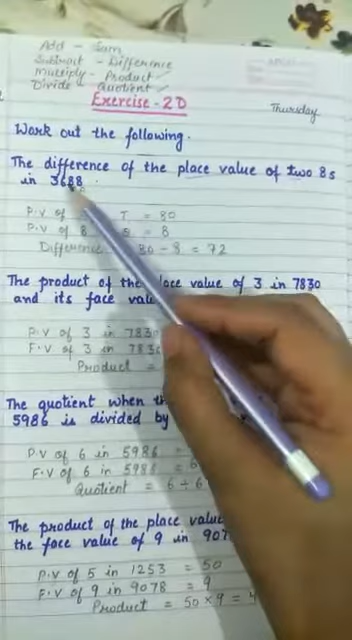 Add - Sum
Subtract - Difference
Multiply - Product
Divide - Quotient
Exercise - 2D
Thursday
Work out the following.
The difference of the place value of two 8s
in 3688
P.V of T = 80
P.V of 8 = 8
Difference 80 - 8 = 72
The product of the place value of 3 in 7830
and its face
P.V of 3 in 7830
F.V of 3 in 7830
Product =
The quotient when
5986 is divided by
P.V of 6 in 5986 =
F.V of 6 in 5986 = 6
Quotient = 6 ÷ 6
The product of the place value
the face value of 9 in 907
P.V of 5 in 1253 = 50
F.V of 9 in 9078 = 9
Product = 50 × 9 =